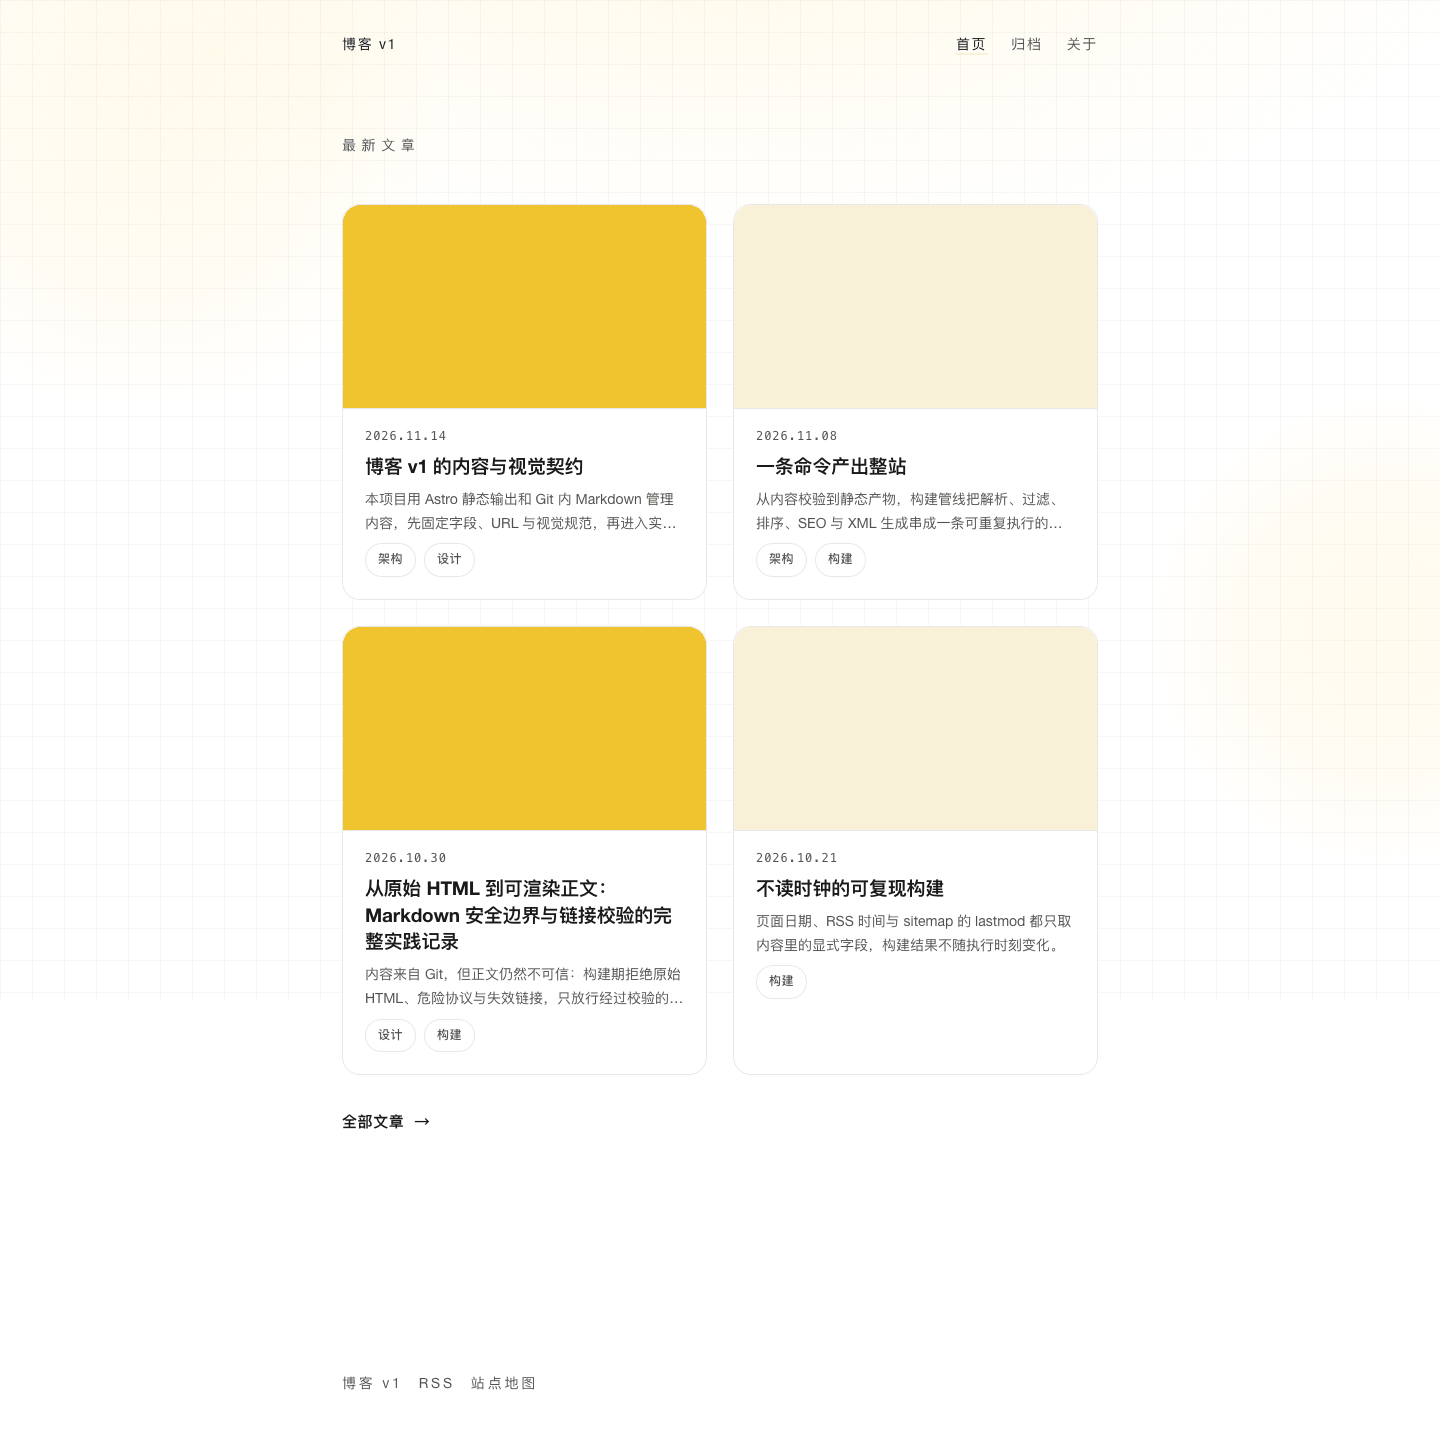 博客 v1
首页 归档 关于
最新文章
2026.11.14
博客 v1 的内容与视觉契约
本项目用 Astro 静态输出和 Git 内 Markdown 管理
内容，先固定字段、URL 与视觉规范，再进入实…
架构 设计
2026.11.08
一条命令产出整站
从内容校验到静态产物，构建管线把解析、过滤、
排序、SEO 与 XML 生成串成一条可重复执行的…
架构 构建
2026.10.30
从原始 HTML 到可渲染正文：
Markdown 安全边界与链接校验的完
整实践记录
内容来自 Git，但正文仍然不可信：构建期拒绝原始
HTML、危险协议与失效链接，只放行经过校验的…
设计 构建
2026.10.21
不读时钟的可复现构建
页面日期、RSS 时间与 sitemap 的 lastmod 都只取
内容里的显式字段，构建结果不随执行时刻变化。
构建
全部文章 →
博客 v1 RSS 站点地图